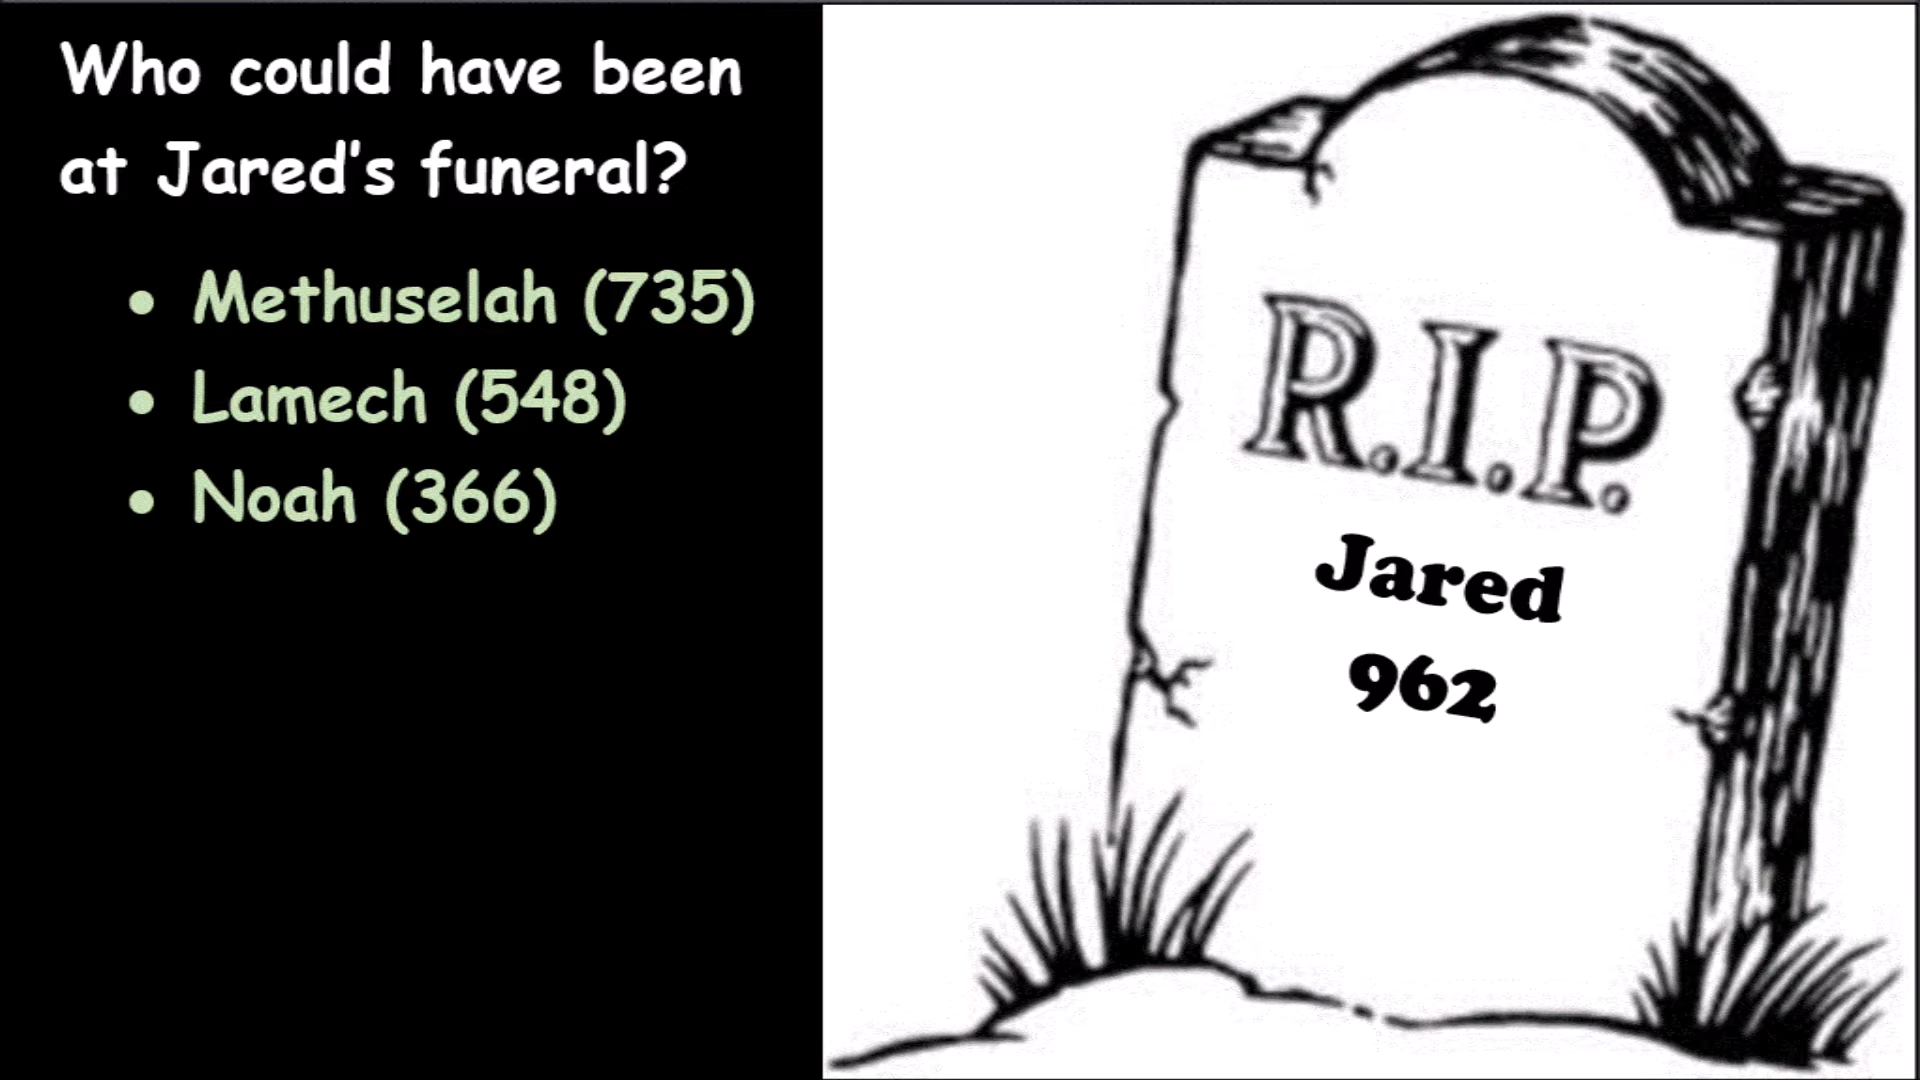 Who could have been
at Jared's funeral?
• Methuselah (735)
• Lamech (548)
• Noah (366)
R.I.P.
Jared
962